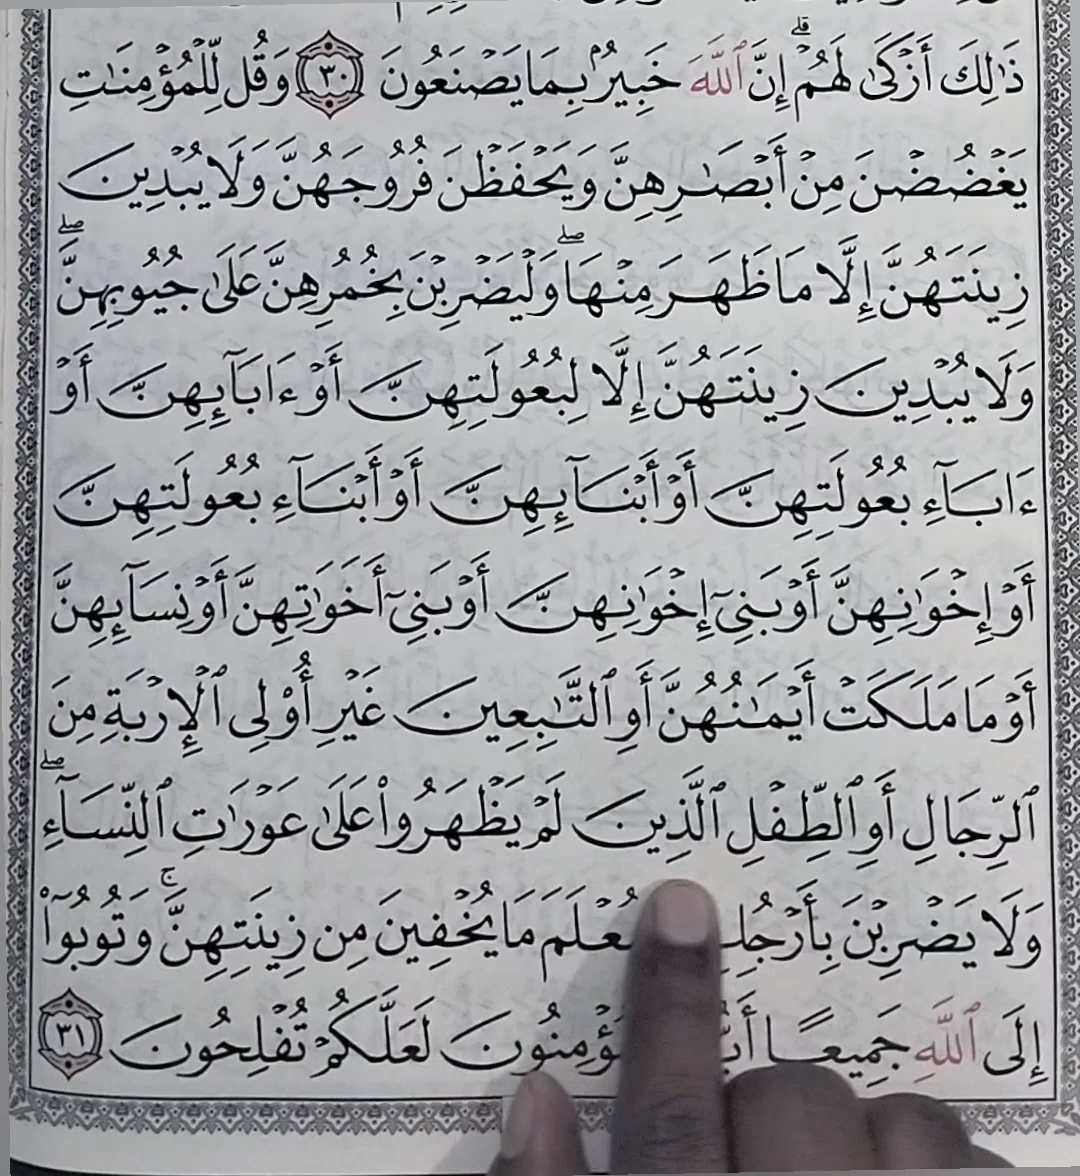 ذَٰلِكَ أَزۡكَىٰ لَهُمۡۚ إِنَّ ٱللَّهَ خَبِيرُۢ بِمَا يَصۡنَعُونَ ٣٠ وَقُل لِّلۡمُؤۡمِنَٰتِ
يَغۡضُضۡنَ مِنۡ أَبۡصَٰرِهِنَّ وَيَحۡفَظۡنَ فُرُوجَهُنَّ وَلَا يُبۡدِينَ
زِينَتَهُنَّ إِلَّا مَا ظَهَرَ مِنۡهَاۖ وَلۡيَضۡرِبۡنَ بِخُمُرِهِنَّ عَلَىٰ جُيُوبِهِنَّۖ
وَلَا يُبۡدِينَ زِينَتَهُنَّ إِلَّا لِبُعُولَتِهِنَّ أَوۡ ءَابَآئِهِنَّ أَوۡ
ءَابَآءِ بُعُولَتِهِنَّ أَوۡ أَبۡنَآئِهِنَّ أَوۡ أَبۡنَآءِ بُعُولَتِهِنَّ
أَوۡ إِخۡوَٰنِهِنَّ أَوۡ بَنِيٓ إِخۡوَٰنِهِنَّ أَوۡ بَنِيٓ أَخَوَٰتِهِنَّ أَوۡ نِسَآئِهِنَّ
أَوۡ مَا مَلَكَتۡ أَيۡمَٰنُهُنَّ أَوِ ٱلتَّٰبِعِينَ غَيۡرِ أُوْلِي ٱلۡإِرۡبَةِ مِنَ
ٱلرِّجَالِ أَوِ ٱلطِّفۡلِ ٱلَّذِينَ لَمۡ يَظۡهَرُواْ عَلَىٰ عَوۡرَٰتِ ٱلنِّسَآءِۖ
وَلَا يَضۡرِبۡنَ مَا يُخۡفِينَ مِن زِينَتِهِنَّۚ وَتُوبُوٓاْ
إِلَى ٱللَّهِ جَمِيعًا لَعَلَّكُمۡ تُفۡلِحُونَ ٣١